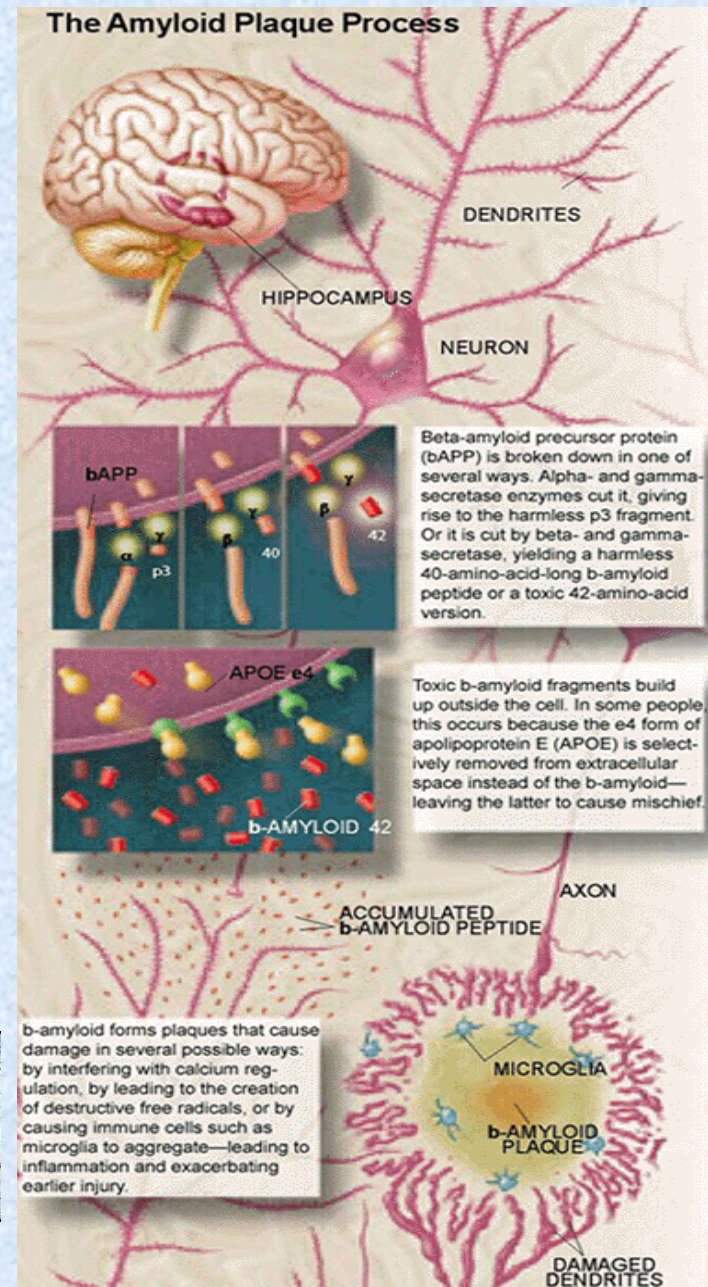 The Amyloid Plaque Process
DENDRITES
HIPPOCAMPUS
NEURON
bAPP
α
γ
p3
β
γ
40
β
γ
42
Beta-amyloid precursor protein
(bAPP) is broken down in one of
several ways. Alpha- and gamma-
secretase enzymes cut it, giving
rise to the harmless p3 fragment.
Or it is cut by beta- and gamma-
secretase, yielding a harmless
40-amino-acid-long b-amyloid
peptide or a toxic 42-amino-acid
version.
APOE e4
b-AMYLOID 42
Toxic b-amyloid fragments build
up outside the cell. In some people,
this occurs because the e4 form of
apolipoprotein E (APOE) is select-
ively removed from extracellular
space instead of the b-amyloid—
leaving the latter to cause mischief.
AXON
ACCUMULATED
b-AMYLOID PEPTIDE
b-amyloid forms plaques that cause
damage in several possible ways:
by interfering with calcium reg-
ulation, by leading to the creation
of destructive free radicals, or by
causing immune cells such as
microglia to aggregate—leading to
inflammation and exacerbating
earlier injury.
MICROGLIA
b-AMYLOID
PLAQUE
DAMAGED
DENDRITES